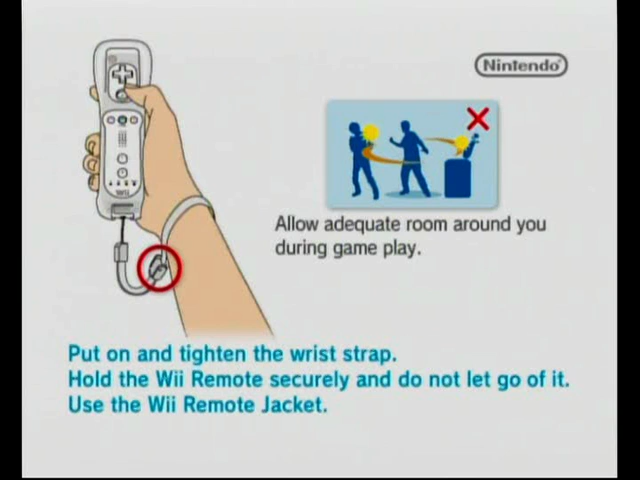 Nintendo
Allow adequate room around you
during game play.
Wii
Put on and tighten the wrist strap.
Hold the Wii Remote securely and do not let go of it.
Use the Wii Remote Jacket.